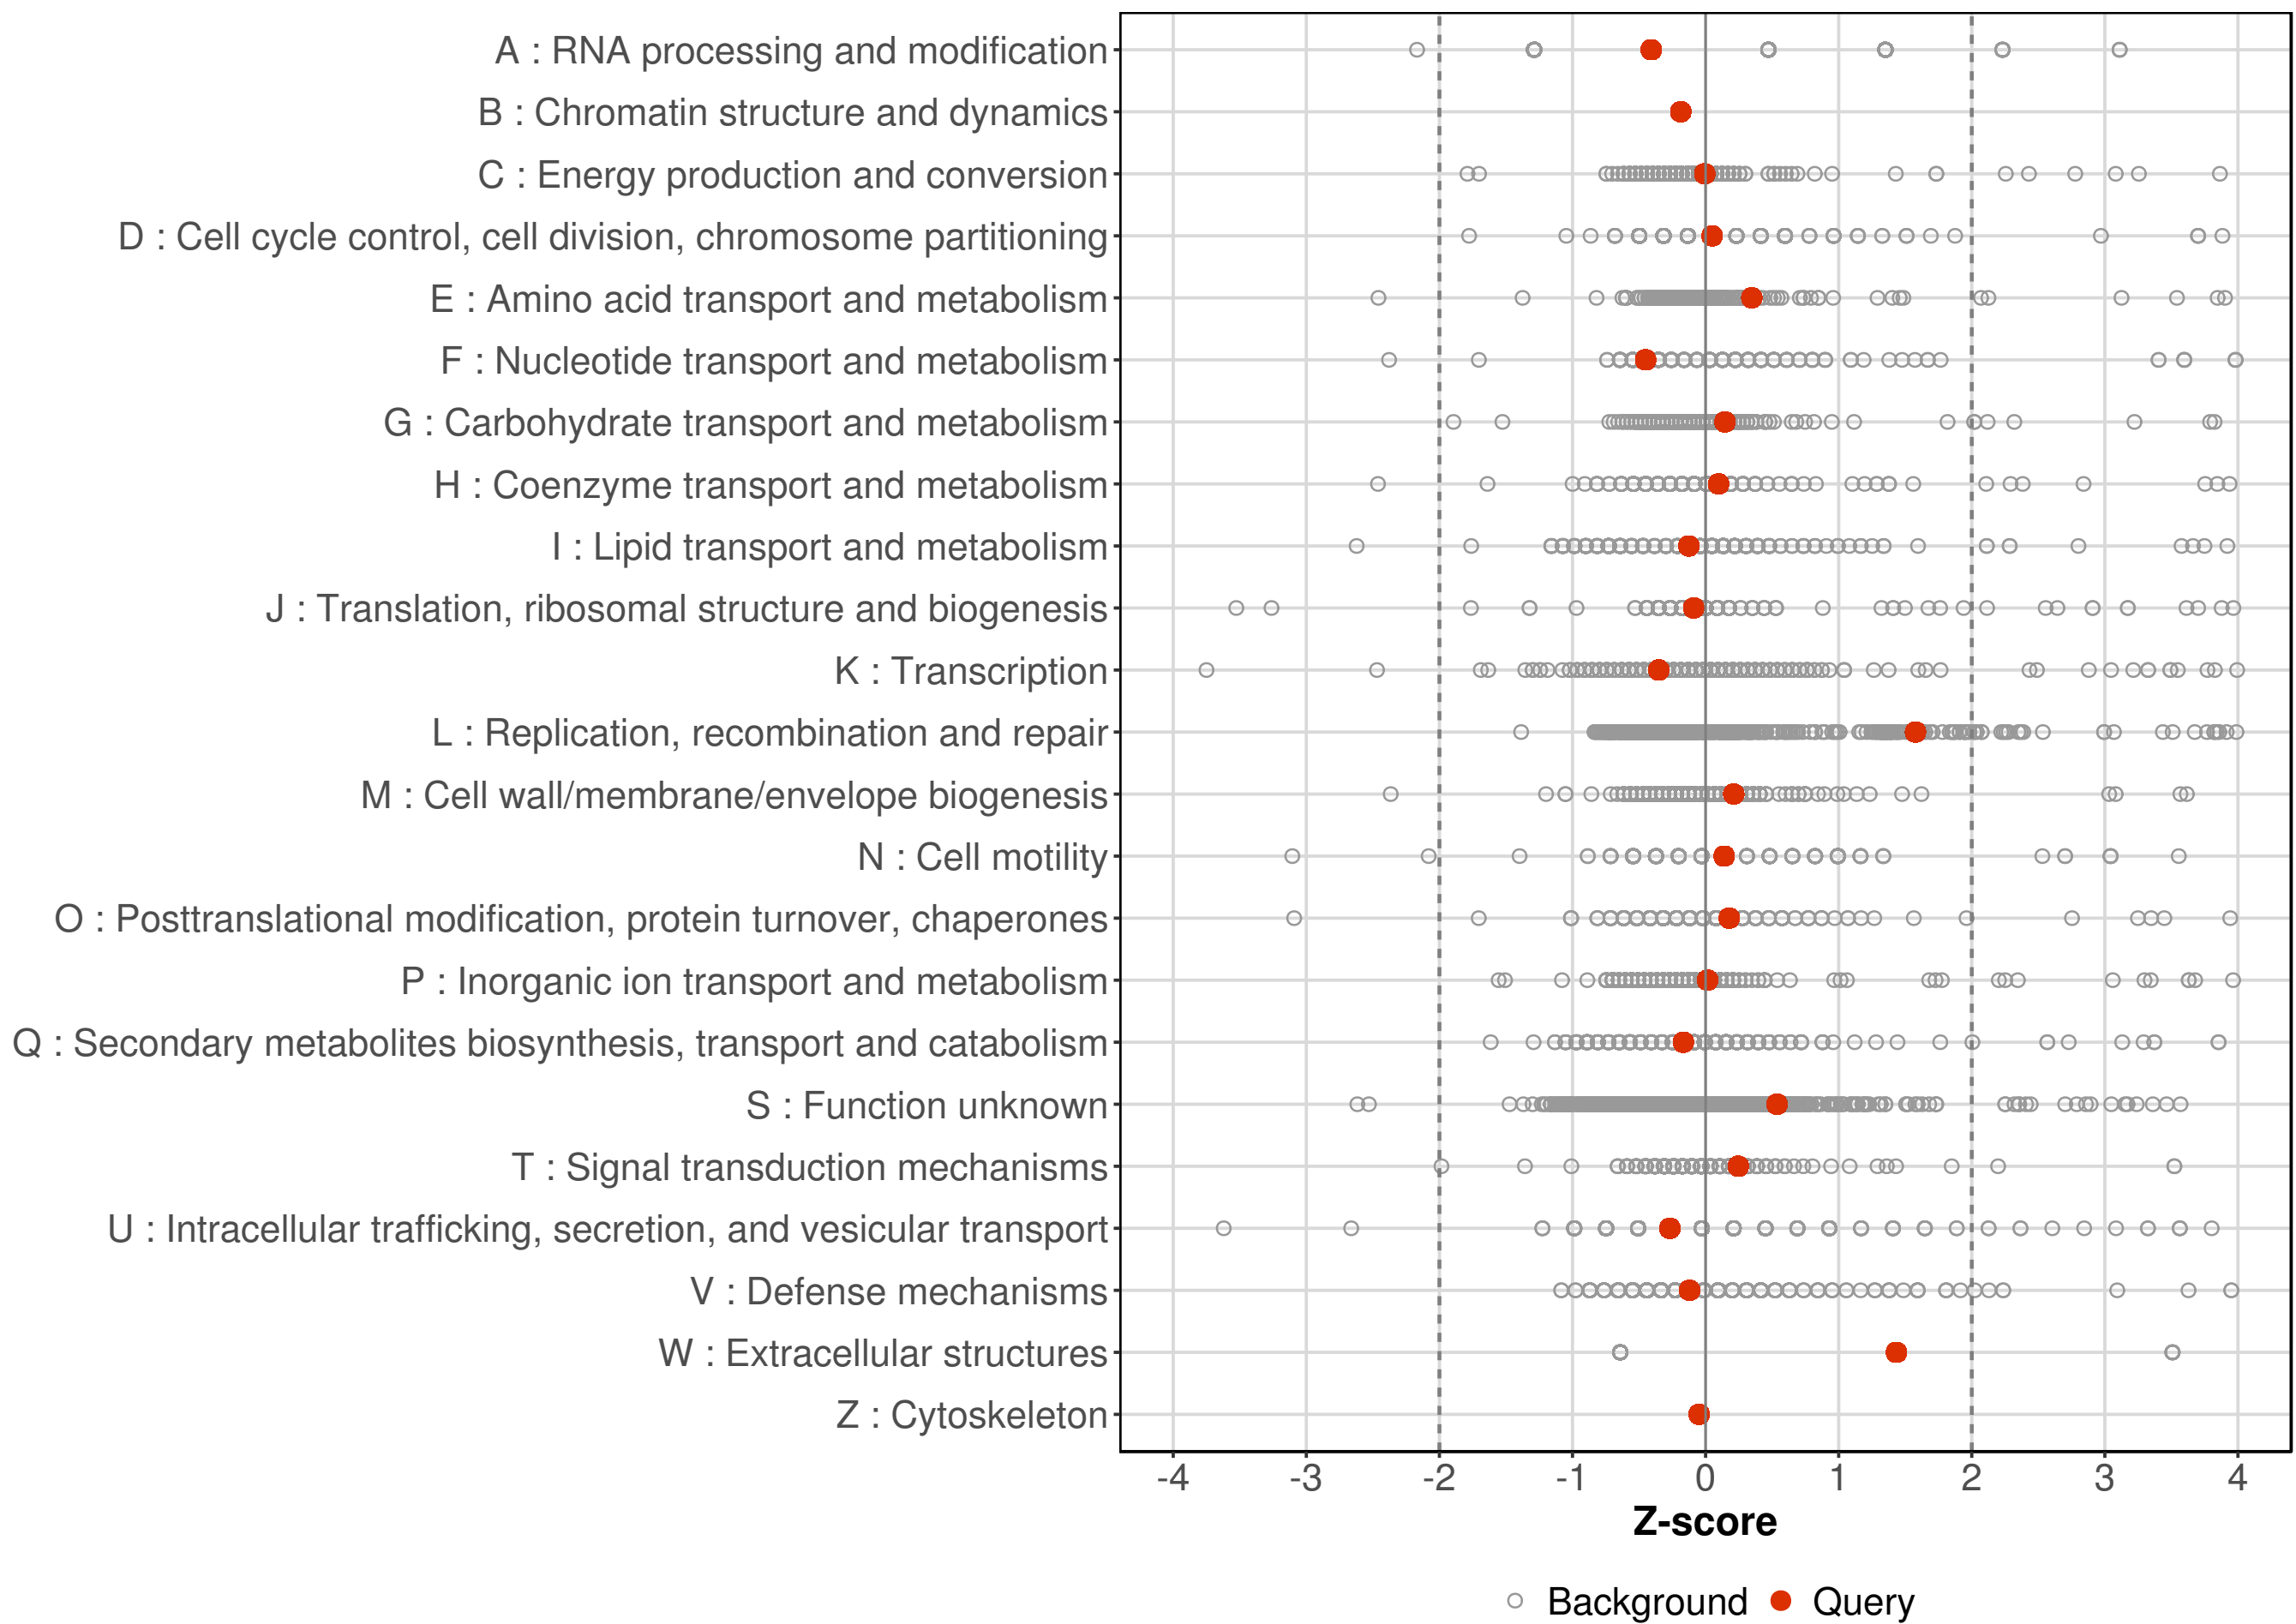 A : RNA processing and modification
B : Chromatin structure and dynamics
C : Energy production and conversion
D : Cell cycle control, cell division, chromosome partitioning
E : Amino acid transport and metabolism
F : Nucleotide transport and metabolism
G : Carbohydrate transport and metabolism
H : Coenzyme transport and metabolism
I : Lipid transport and metabolism
J : Translation, ribosomal structure and biogenesis
K : Transcription
L : Replication, recombination and repair
M : Cell wall/membrane/envelope biogenesis
N : Cell motility
O : Posttranslational modification, protein turnover, chaperones
P : Inorganic ion transport and metabolism
Q : Secondary metabolites biosynthesis, transport and catabolism
S : Function unknown
T : Signal transduction mechanisms
U : Intracellular trafficking, secretion, and vesicular transport
V : Defense mechanisms
W : Extracellular structures
Z : Cytoskeleton
-4 -3 -2 -1 0 1 2 3 4
Z-score
Background Query